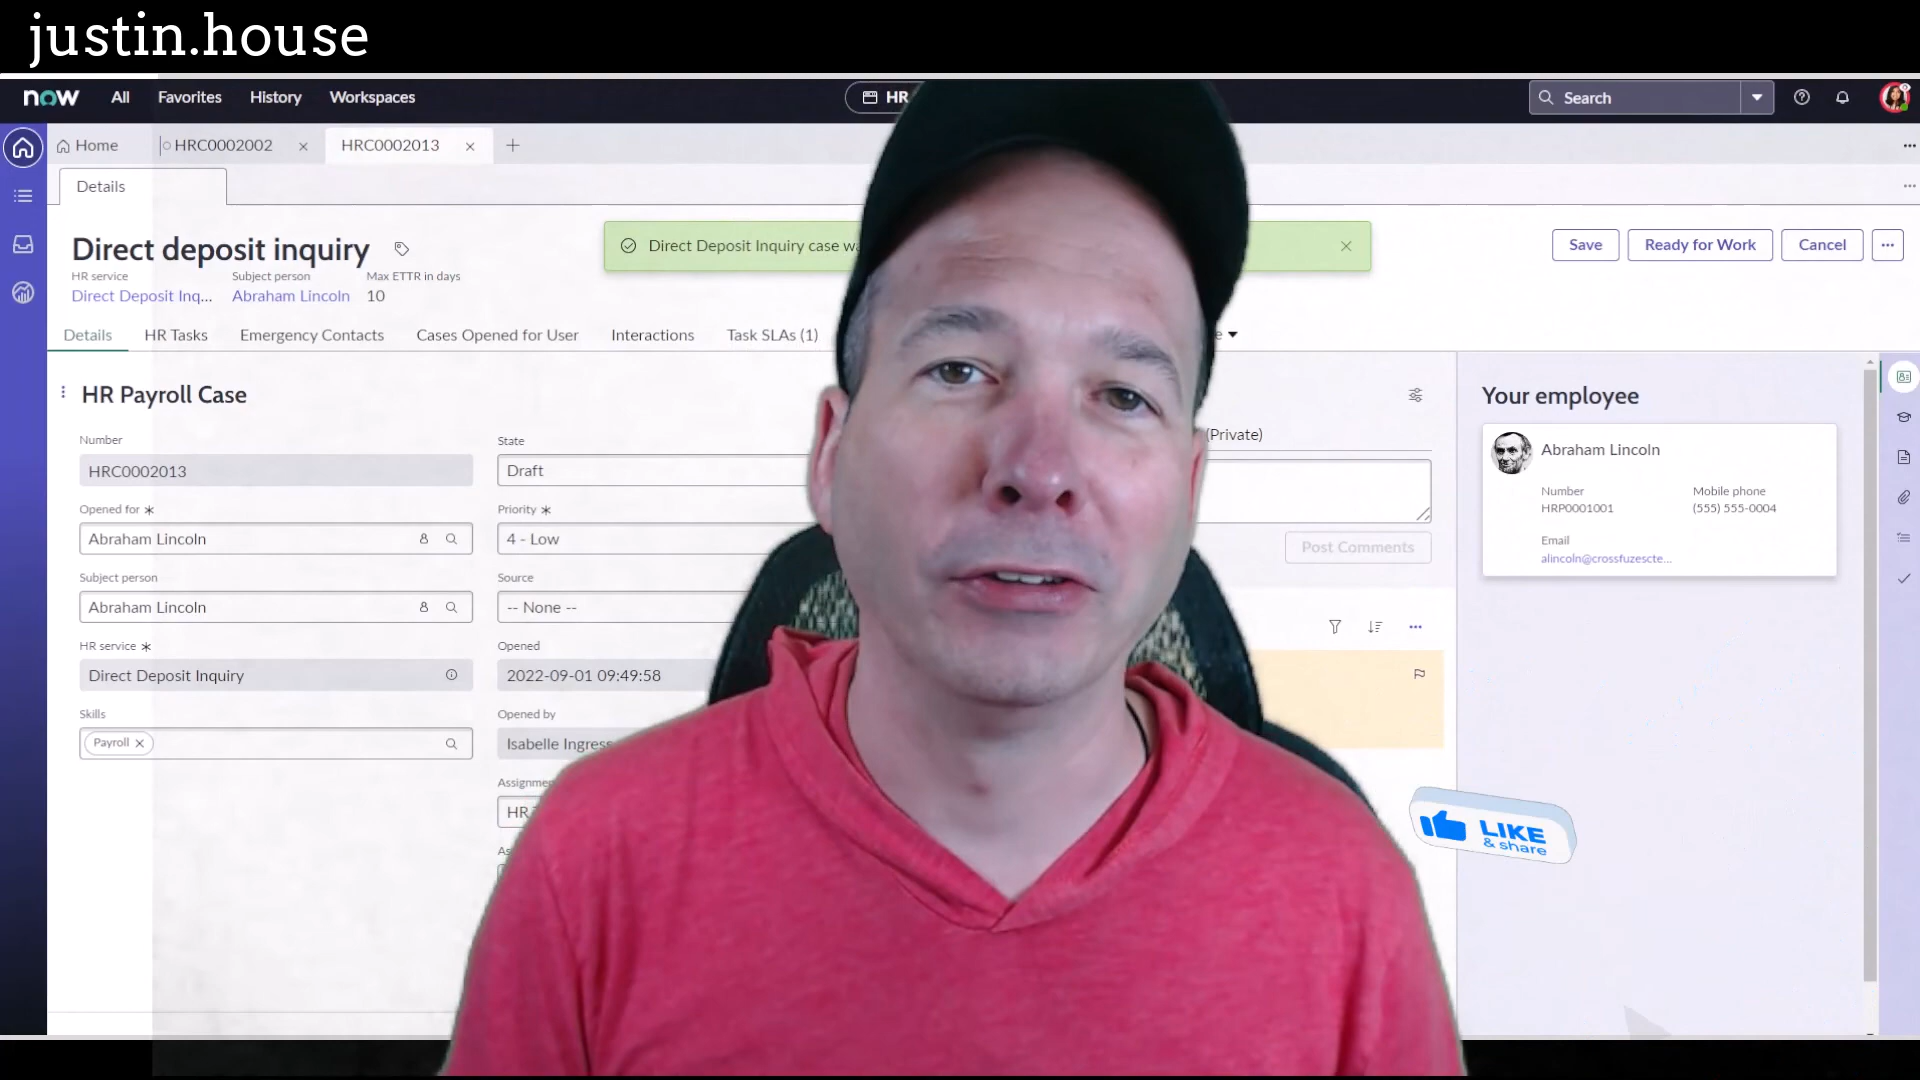 justin.house
now All Favorites History Workspaces HR Search
Home HRC0002002 HRC0002013
Details
Direct deposit inquiry
HR service Subject person Max ETTR in days
Direct Deposit Inq... Abraham Lincoln 10
Direct Deposit Inquiry case
Save Ready for Work Cancel
Details HR Tasks Emergency Contacts Cases Opened for User Interactions Task SLAs (1)
HR Payroll Case
Number
HRC0002013
Opened for *
Abraham Lincoln
Subject person
Abraham Lincoln
HR service *
Direct Deposit Inquiry
Skills
Payroll
State
Draft
Priority *
4 - Low
Source
-- None --
Opened
2022-09-01 09:49:58
Opened by
Isabelle Ingress
HR
(Private)
Post Comments
Your employee
Abraham Lincoln
Number Mobile phone
HRP0001001 (555) 555-0004
Email
alincoln@crossfuzescte...
LIKE
& share